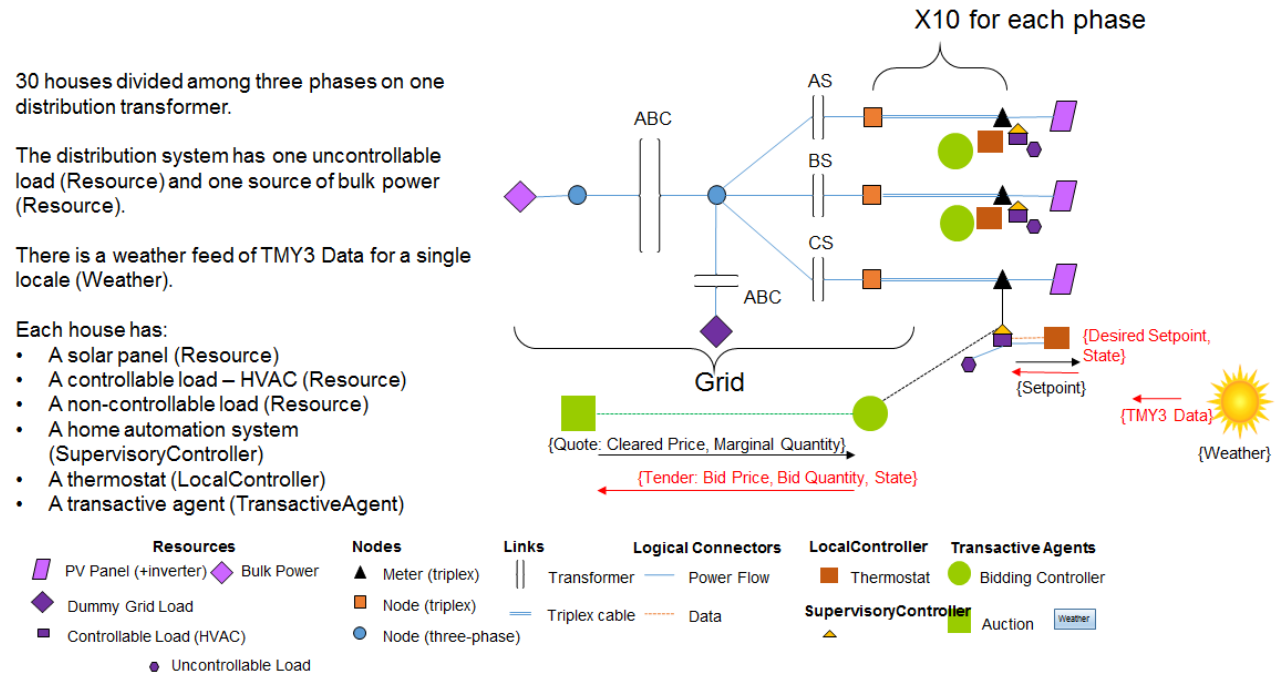 X10 for each phase
30 houses divided among three phases on one
distribution transformer.
The distribution system has one uncontrollable
load (Resource) and one source of bulk power
(Resource).
There is a weather feed of TMY3 Data for a single
locale (Weather).
Each house has:
• A solar panel (Resource)
• A controllable load – HVAC (Resource)
• A non-controllable load (Resource)
• A home automation system
(SupervisoryController)
• A thermostat (LocalController)
• A transactive agent (TransactiveAgent)
ABC
AS
BS
CS
ABC
Grid
{Desired Setpoint,
State}
{Setpoint}
{TMY3 Data}
{Weather}
{Quote: Cleared Price, Marginal Quantity}
{Tender: Bid Price, Bid Quantity, State}
Resources
PV Panel (+inverter)
Bulk Power
Dummy Grid Load
Controllable Load (HVAC)
Uncontrollable Load
Nodes
Meter (triplex)
Node (triplex)
Node (three-phase)
Links
Transformer
Triplex cable
Logical Connectors
Power Flow
Data
LocalController
Thermostat
SupervisoryController
Transactive Agents
Bidding Controller
Auction
Weather